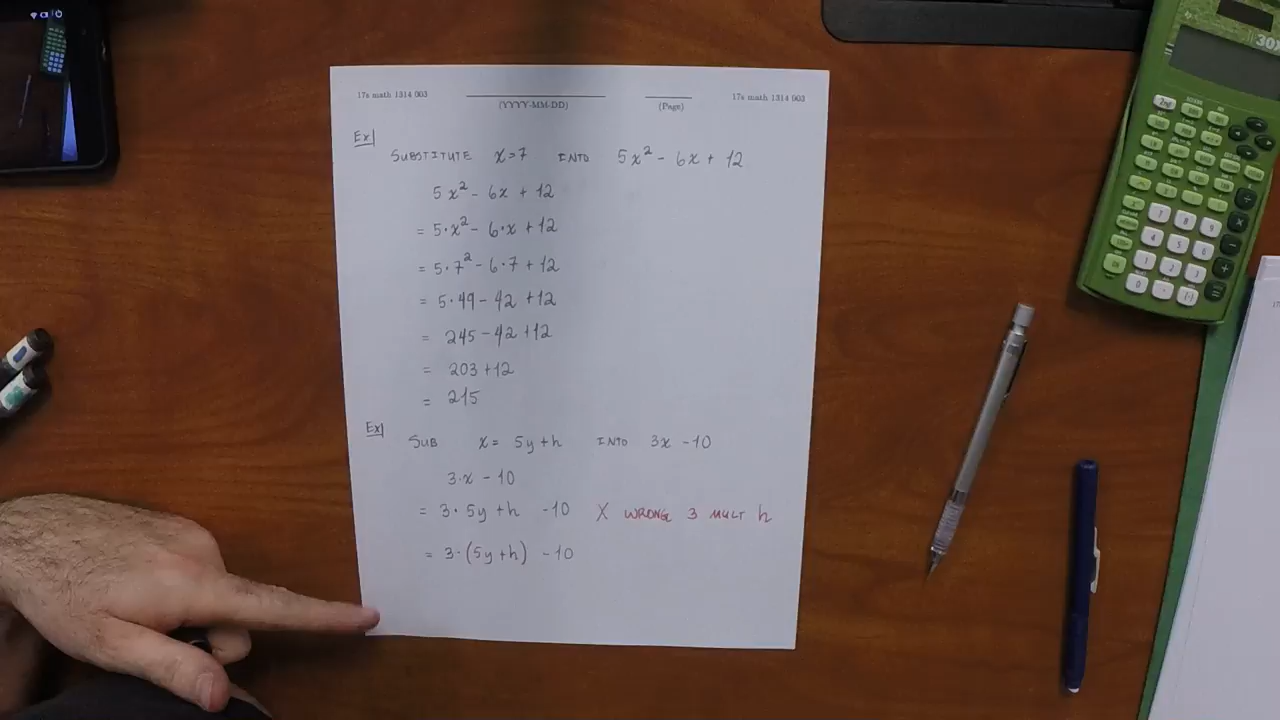 17s math 1314 003 (YYYY-MM-DD) (Page) 17s math 1314 003
Ex
SUBSTITUTE x=7 INTO 5x² - 6x + 12
5x² - 6x + 12
= 5·x² - 6·x + 12
= 5·7² - 6·7 + 12
= 5·49 - 42 + 12
= 245 - 42 + 12
= 203 + 12
= 215
Ex
SUB x = 5y + h INTO 3x - 10
3·x - 10
= 3·5y + h - 10 X WRONG 3 MULT h
= 3·(5y + h) - 10